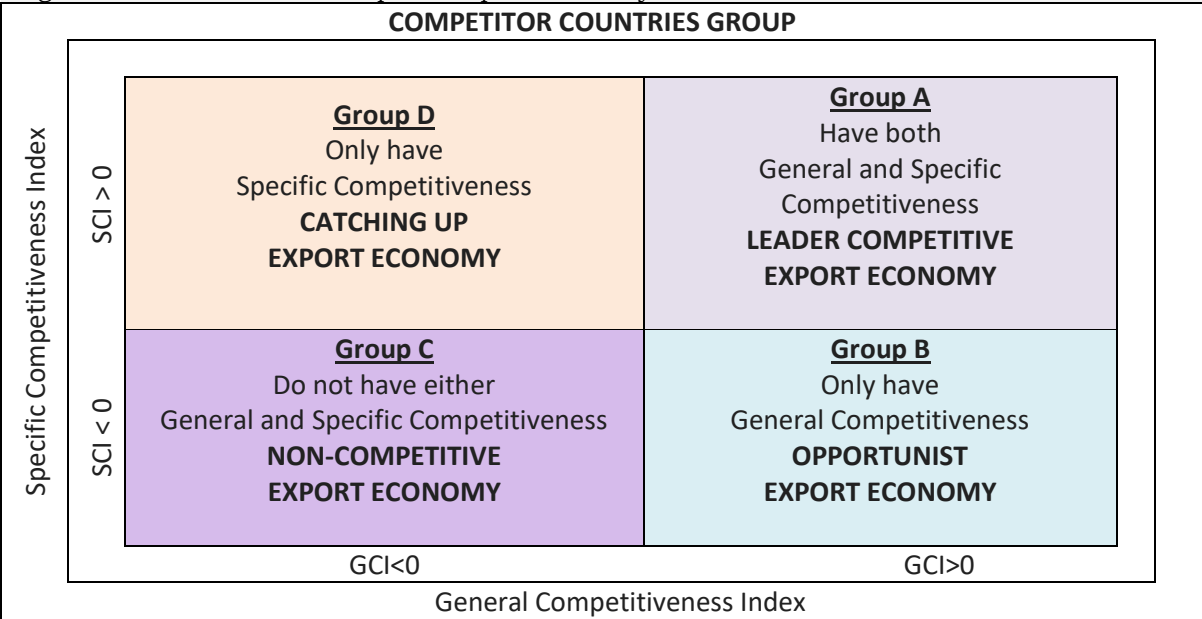 COMPETITOR COUNTRIES GROUP
Specific Competitiveness Index
SCI > 0
Group D
Only have
Specific Competitiveness
CATCHING UP
EXPORT ECONOMY
Group A
Have both
General and Specific
Competitiveness
LEADER COMPETITIVE
EXPORT ECONOMY
SCI < 0
Group C
Do not have either
General and Specific Competitiveness
NON-COMPETITIVE
EXPORT ECONOMY
Group B
Only have
General Competitiveness
OPPORTUNIST
EXPORT ECONOMY
GCI<0
GCI>0
General Competitiveness Index